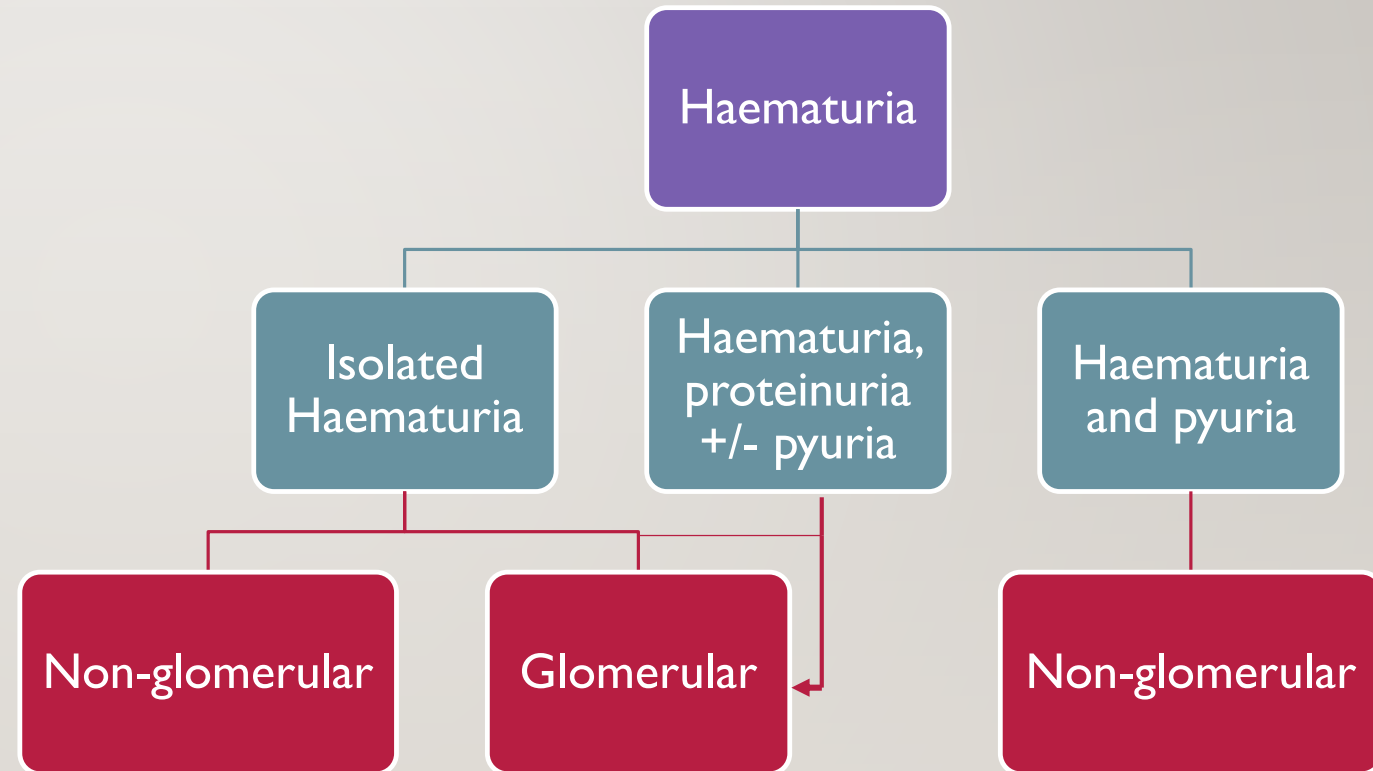 Haematuria
Isolated
Haematuria
Haematuria,
proteinuria
+/- pyuria
Haematuria
and pyuria
Non-glomerular
Glomerular
Non-glomerular